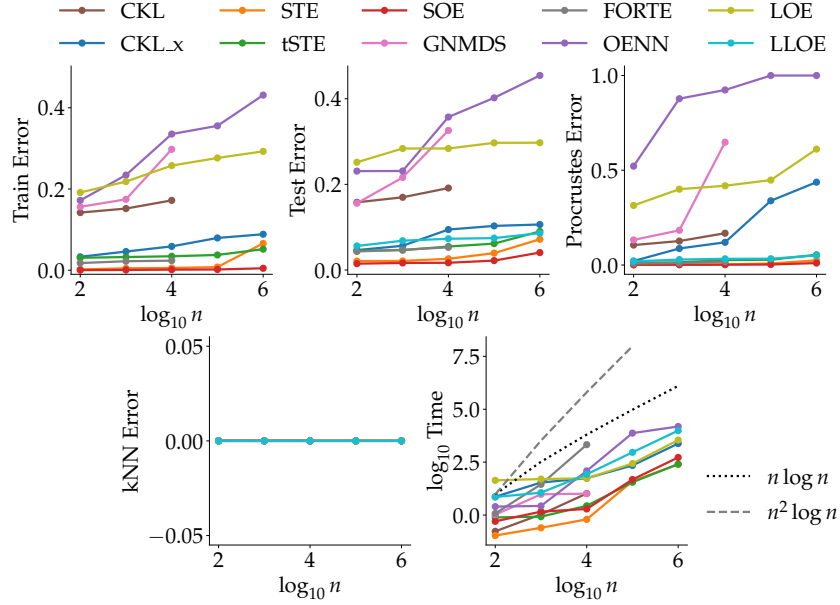 CKL STE SOE FORTE LOE
CKL_x tSTE GNMDS OENN LLOE
Train Error
0.4
0.2
0.0
2 4 6
log₁₀ n
Test Error
0.4
0.2
0.0
2 4 6
log₁₀ n
Procrustes Error
1.0
0.5
0.0
2 4 6
log₁₀ n
kNN Error
0.05
0.00
−0.05
2 4 6
log₁₀ n
log₁₀ Time
7.5
5.0
2.5
0.0
2 4 6
log₁₀ n
n log n
n² log n